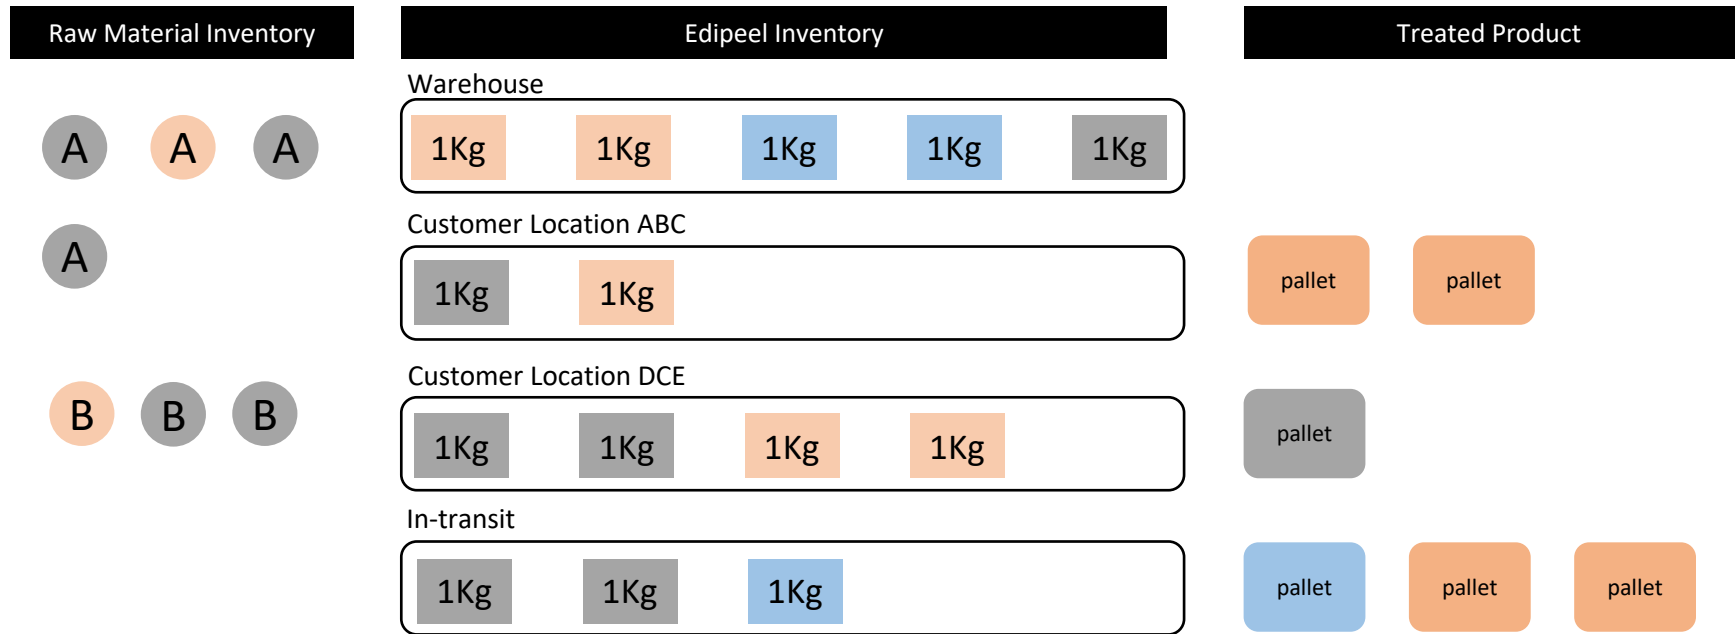 Raw Material Inventory
Edipeel Inventory
Treated Product
Warehouse
A A A
1Kg 1Kg 1Kg 1Kg 1Kg
Customer Location ABC
A
1Kg 1Kg
pallet pallet
Customer Location DCE
B B B
1Kg 1Kg 1Kg 1Kg
pallet
In-transit
1Kg 1Kg 1Kg
pallet pallet pallet